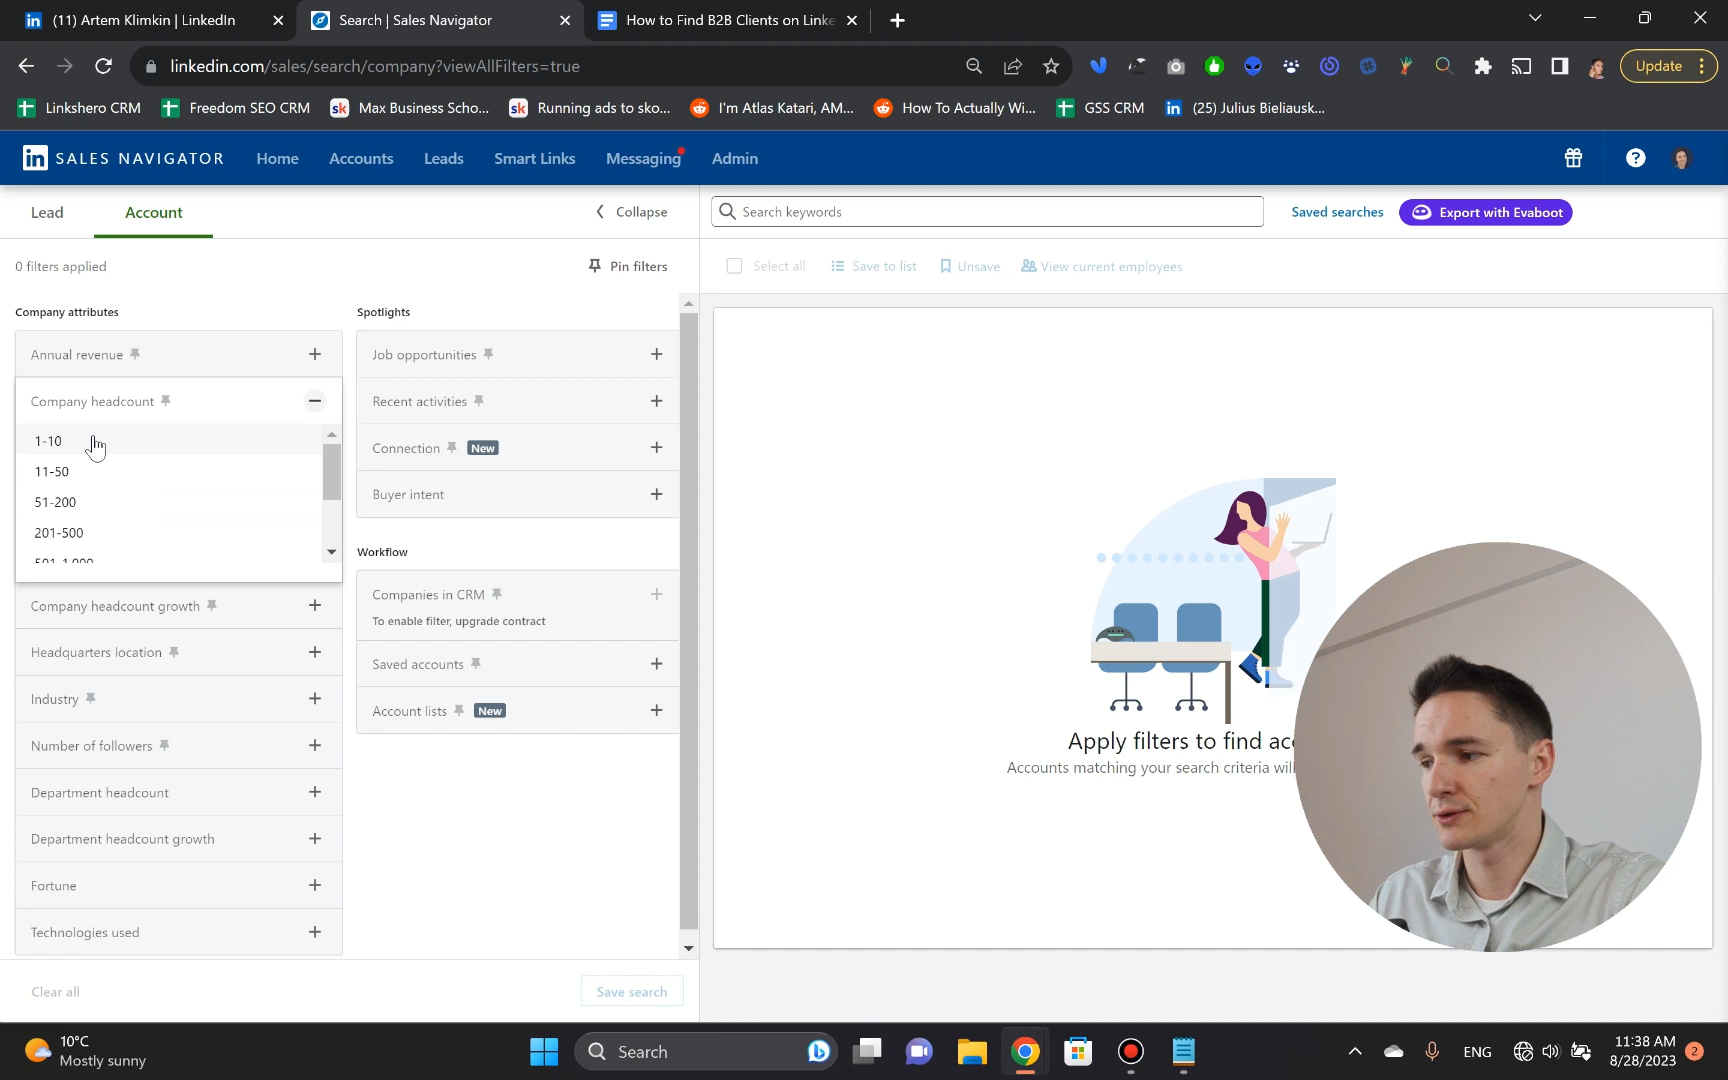 (11) Artem Klimkin | LinkedIn
Search | Sales Navigator
How to Find B2B Clients on Linke
linkedin.com/sales/search/company?viewAllFilters=true
Update
Linkshero CRM
Freedom SEO CRM
Max Business Scho...
Running ads to sko...
I'm Atlas Katari, AM...
How To Actually Wi...
GSS CRM
(25) Julius Bieliausk...
SALES NAVIGATOR
Home
Accounts
Leads
Smart Links
Messaging
Admin
Lead
Account
Collapse
Search keywords
Saved searches
Export with Evaboot
0 filters applied
Pin filters
Select all
Save to list
Unsave
View current employees
Company attributes
Annual revenue
Company headcount
1-10
11-50
51-200
201-500
501-1,000
Company headcount growth
Headquarters location
Industry
Number of followers
Department headcount
Department headcount growth
Fortune
Technologies used
Spotlights
Job opportunities
Recent activities
Connection New
Buyer intent
Workflow
Companies in CRM
To enable filter, upgrade contract
Saved accounts
Account lists New
Apply filters to find acc
Accounts matching your search criteria will
Clear all
Save search
10°C
Mostly sunny
Search
ENG
11:38 AM
8/28/2023
2